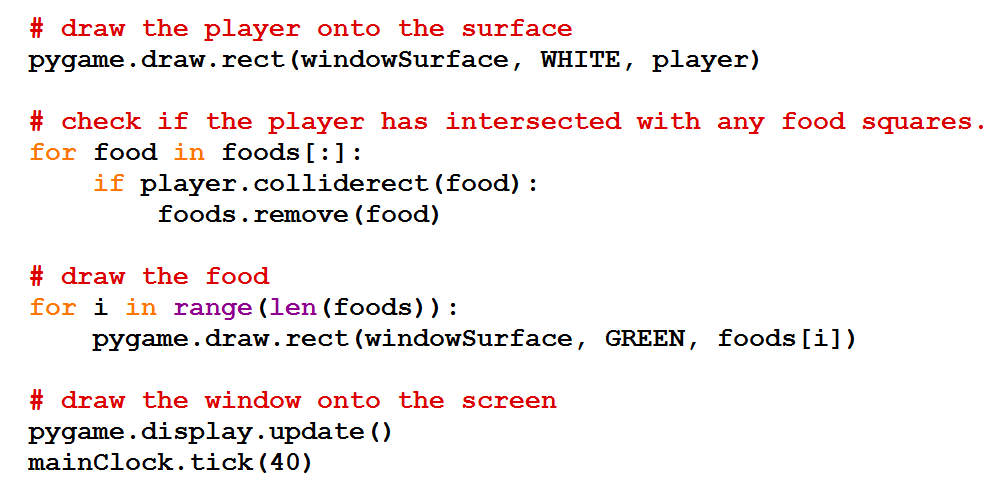 # draw the player onto the surface
pygame.draw.rect(windowSurface, WHITE, player)
# check if the player has intersected with any food squares.
for food in foods[:]:
    if player.colliderect(food):
        foods.remove(food)
# draw the food
for i in range(len(foods)):
    pygame.draw.rect(windowSurface, GREEN, foods[i])
# draw the window onto the screen
pygame.display.update()
mainClock.tick(40)